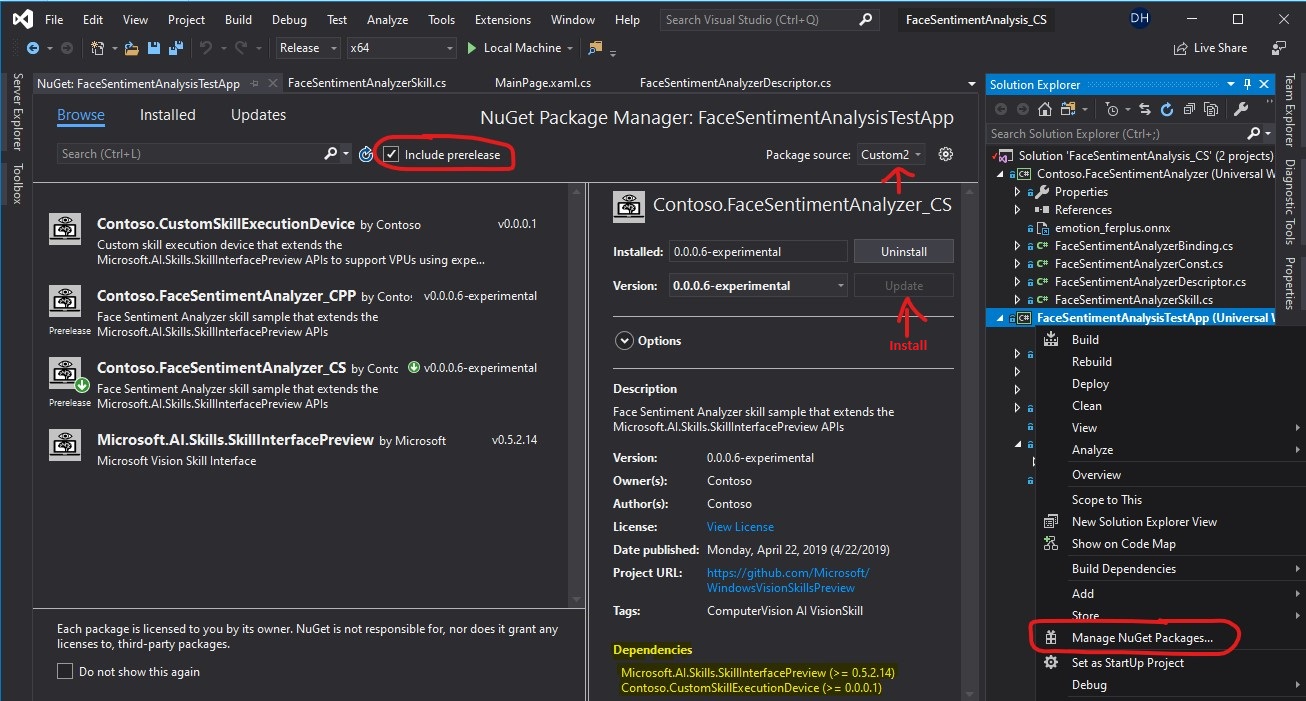 File Edit View Project Build Debug Test Analyze Tools Extensions Window Help Search Visual Studio (Ctrl+Q) FaceSentimentAnalysis_CS DH
Release x64 Local Machine Live Share
Server Explorer
Toolbox
NuGet: FaceSentimentAnalysisTestApp FaceSentimentAnalyzerSkill.cs MainPage.xaml.cs FaceSentimentAnalyzerDescriptor.cs
Browse Installed Updates
NuGet Package Manager: FaceSentimentAnalysisTestApp
Search (Ctrl+L) Include prerelease Package source: Custom2
Contoso.CustomSkillExecutionDevice by Contoso v0.0.0.1
Custom skill execution device that extends the
Microsoft.AI.Skills.SkillInterfacePreview APIs to support VPUs using expe...
Contoso.FaceSentimentAnalyzer_CPP by Conto v0.0.0.6-experimental
Face Sentiment Analyzer skill sample that extends the
Microsoft.AI.Skills.SkillInterfacePreview APIs
Prerelease
Contoso.FaceSentimentAnalyzer_CS by Contc v0.0.0.6-experimental
Face Sentiment Analyzer skill sample that extends the
Microsoft.AI.Skills.SkillInterfacePreview APIs
Prerelease
Microsoft.AI.Skills.SkillInterfacePreview by Microsoft v0.5.2.14
Microsoft Vision Skill Interface
Each package is licensed to you by its owner. NuGet is not responsible for, nor does it grant any
licenses to, third-party packages.
Do not show this again
Contoso.FaceSentimentAnalyzer_CS
Installed: 0.0.0.6-experimental Uninstall
Version: 0.0.0.6-experimental Update
Install
Options
Description
Face Sentiment Analyzer skill sample that extends the
Microsoft.AI.Skills.SkillInterfacePreview APIs
Version: 0.0.0.6-experimental
Owner(s): Contoso
Author(s): Contoso
License: View License
Date published: Monday, April 22, 2019 (4/22/2019)
Project URL: https://github.com/Microsoft/
WindowsVisionSkillsPreview
Tags: ComputerVision AI VisionSkill
Dependencies
Microsoft.AI.Skills.SkillInterfacePreview (>= 0.5.2.14)
Contoso.CustomSkillExecutionDevice (>= 0.0.0.1)
Solution Explorer
Search Solution Explorer (Ctrl+;)
Solution 'FaceSentimentAnalysis_CS' (2 projects)
Contoso.FaceSentimentAnalyzer (Universal W
Properties
References
emotion_ferplus.onnx
FaceSentimentAnalyzerBinding.cs
FaceSentimentAnalyzerConst.cs
FaceSentimentAnalyzerDescriptor.cs
FaceSentimentAnalyzerSkill.cs
FaceSentimentAnalysisTestApp (Universal W
Build
Rebuild
Deploy
Clean
View
Analyze
Overview
Scope to This
New Solution Explorer View
Show on Code Map
Build Dependencies
Add
Store
Manage NuGet Packages...
Set as StartUp Project
Debug
Team Explorer
Diagnostic Tools
Properties